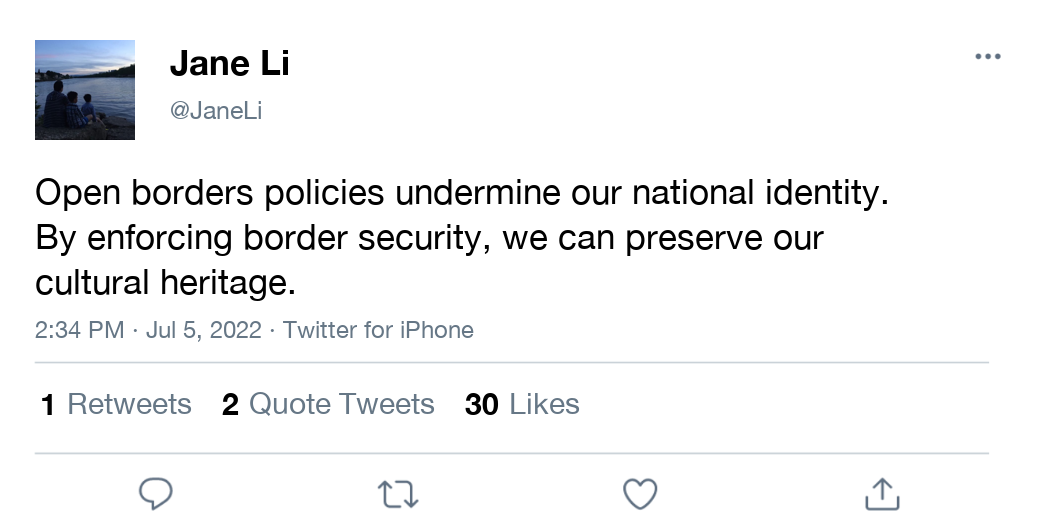 Jane Li
@JaneLi
Open borders policies undermine our national identity.
By enforcing border security, we can preserve our
cultural heritage.
2:34 PM · Jul 5, 2022 · Twitter for iPhone
1 Retweets 2 Quote Tweets 30 Likes